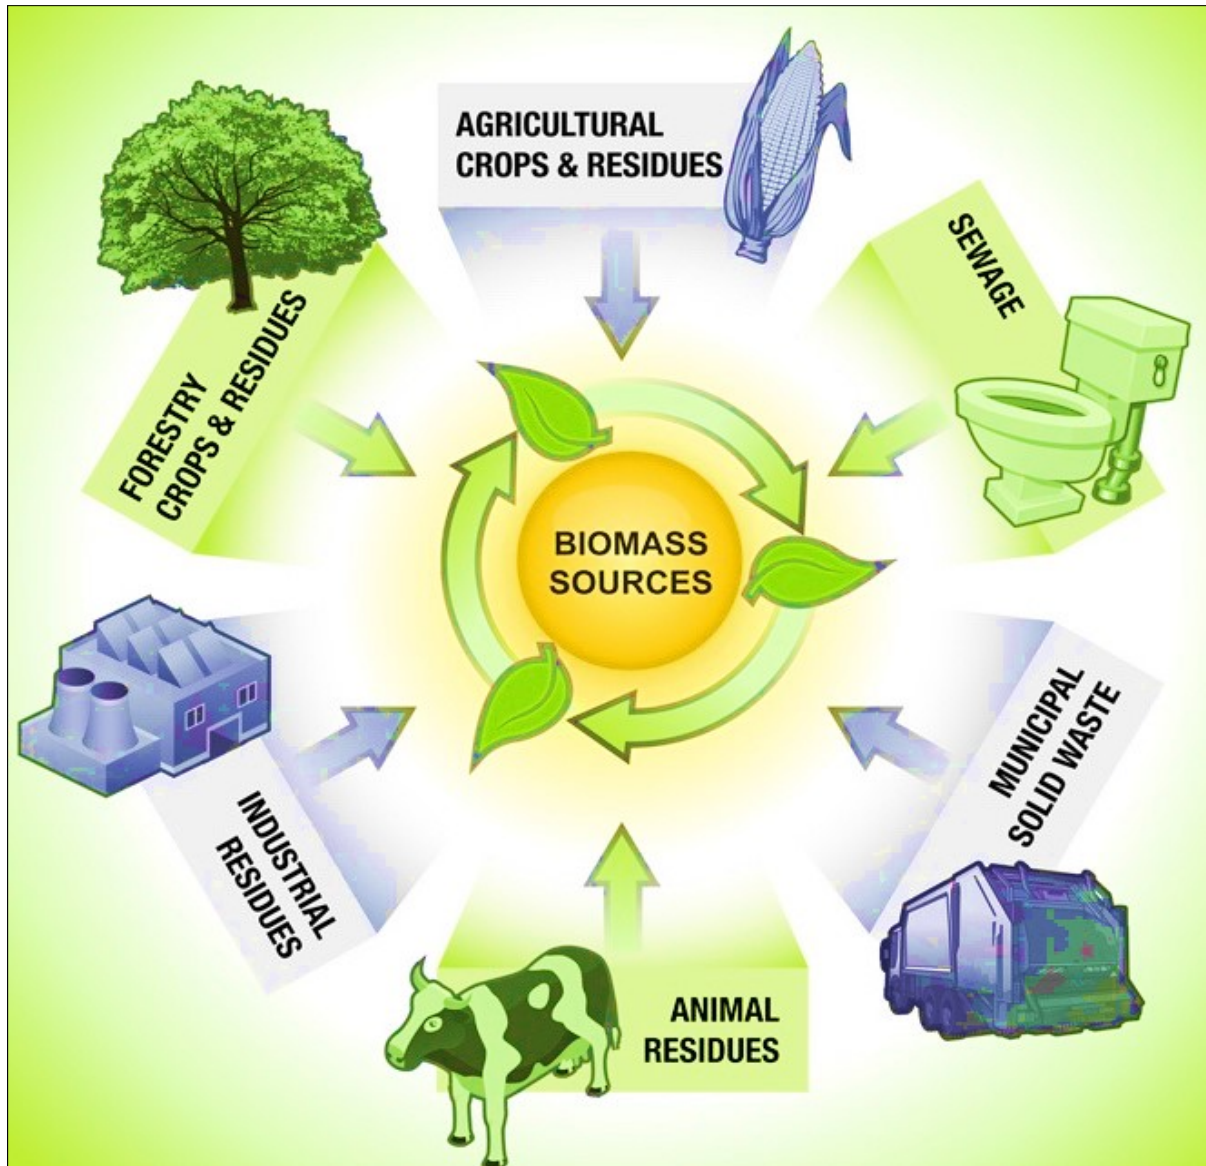 AGRICULTURAL
CROPS & RESIDUES
SEWAGE
FORESTRY
CROPS & RESIDUES
BIOMASS
SOURCES
MUNICIPAL
SOLID WASTE
INDUSTRIAL
RESIDUES
ANIMAL
RESIDUES